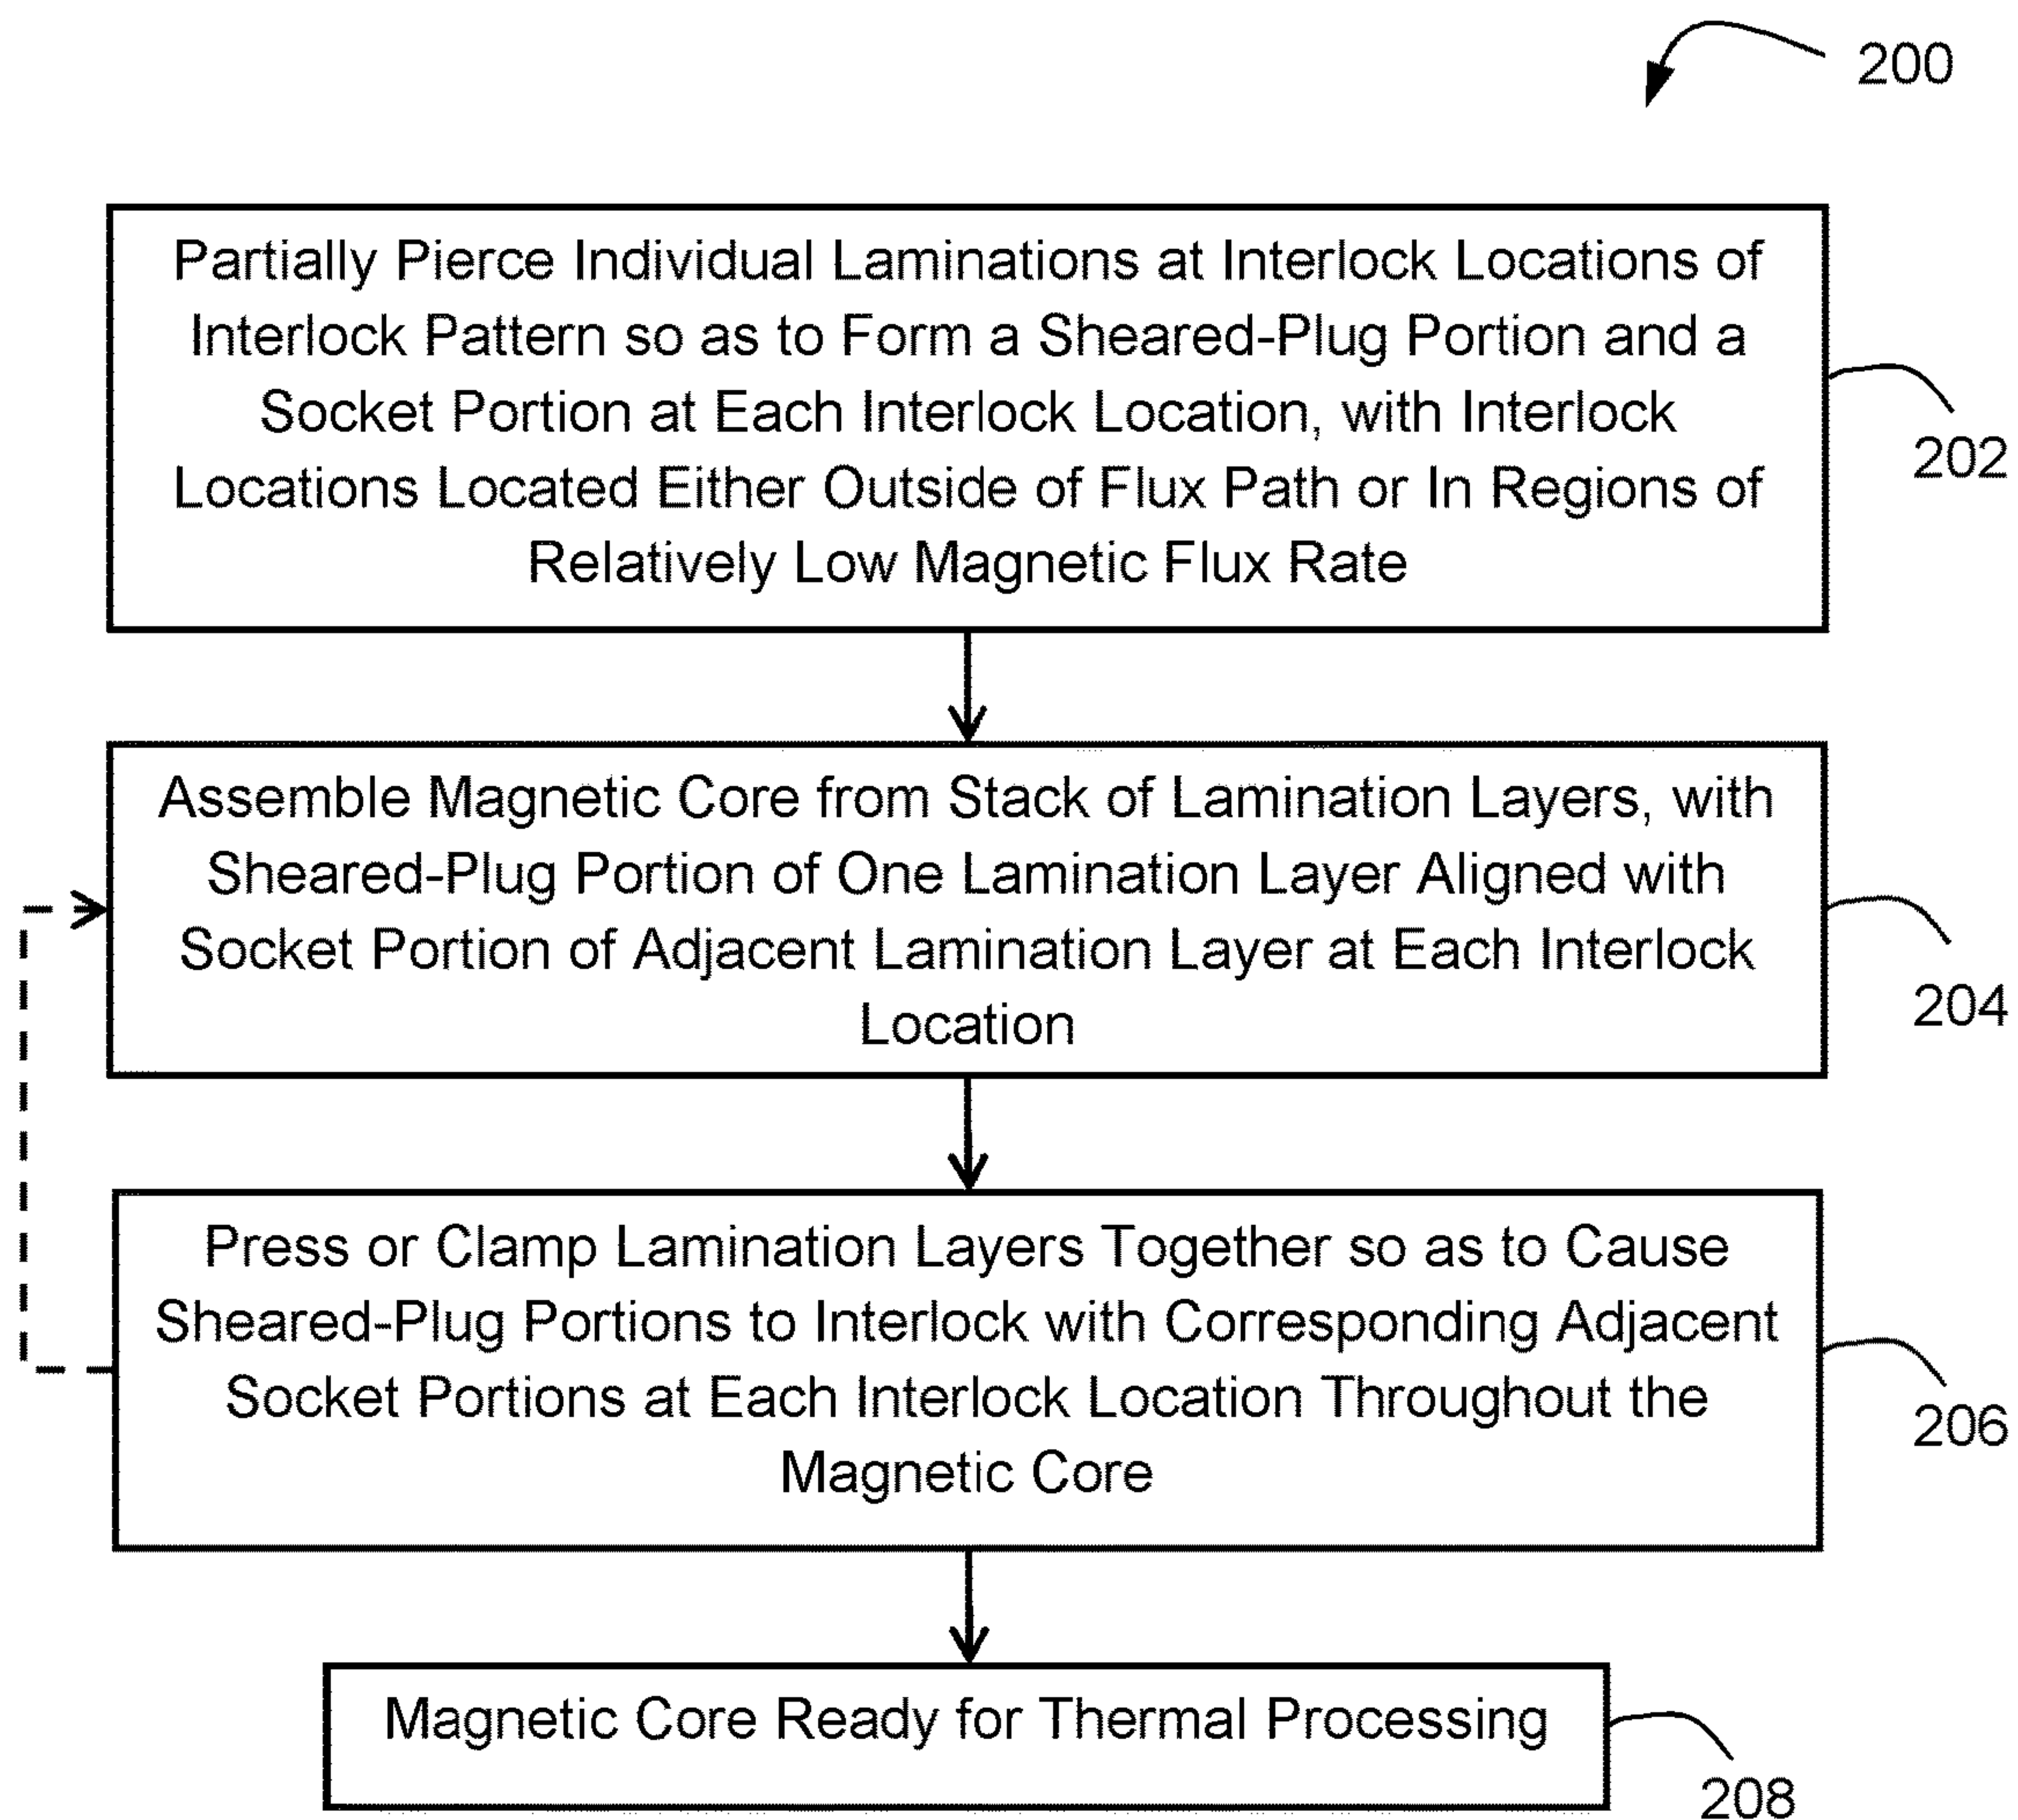 200
Partially Pierce Individual Laminations at Interlock Locations of
Interlock Pattern so as to Form a Sheared-Plug Portion and a
Socket Portion at Each Interlock Location, with Interlock
Locations Located Either Outside of Flux Path or In Regions of
Relatively Low Magnetic Flux Rate
202
Assemble Magnetic Core from Stack of Lamination Layers, with
Sheared-Plug Portion of One Lamination Layer Aligned with
Socket Portion of Adjacent Lamination Layer at Each Interlock
Location
204
Press or Clamp Lamination Layers Together so as to Cause
Sheared-Plug Portions to Interlock with Corresponding Adjacent
Socket Portions at Each Interlock Location Throughout the
Magnetic Core
206
Magnetic Core Ready for Thermal Processing
208